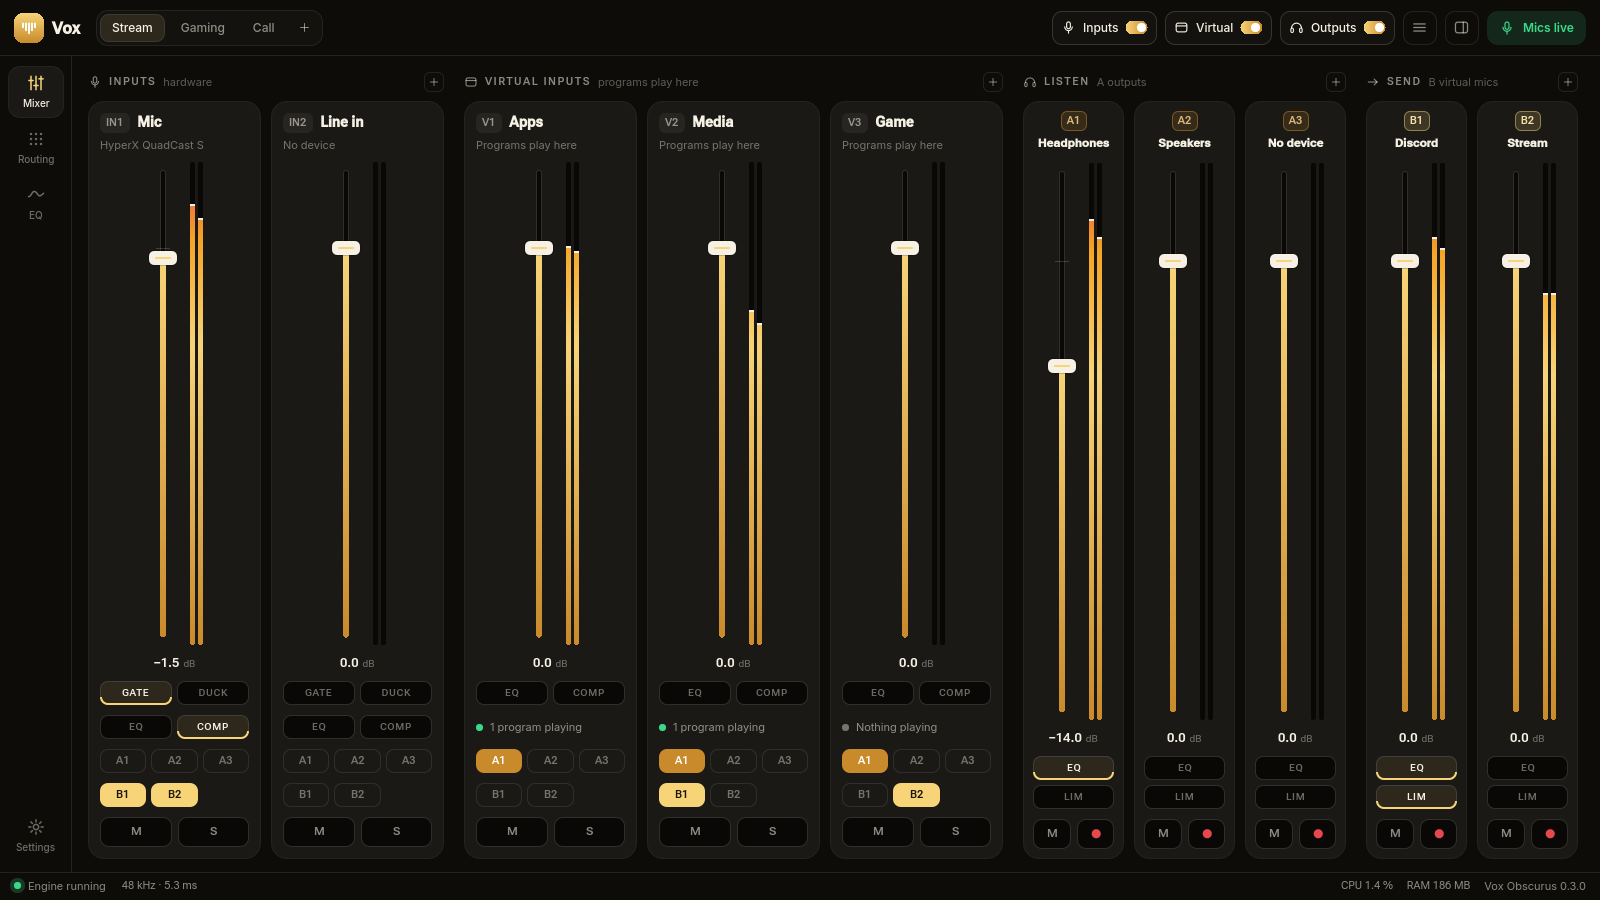 Vox
Stream Gaming Call +
Inputs Virtual Outputs Mics live
Mixer
Routing
EQ
Settings
INPUTS hardware +
VIRTUAL INPUTS programs play here +
LISTEN A outputs +
SEND B virtual mics +
IN1 Mic
HyperX QuadCast S
−1.5 dB
GATE DUCK
EQ COMP
A1 A2 A3
B1 B2
M S
IN2 Line in
No device
0.0 dB
GATE DUCK
EQ COMP
A1 A2 A3
B1 B2
M S
V1 Apps
Programs play here
0.0 dB
EQ COMP
1 program playing
A1 A2 A3
B1 B2
M S
V2 Media
Programs play here
0.0 dB
EQ COMP
1 program playing
A1 A2 A3
B1 B2
M S
V3 Game
Programs play here
0.0 dB
EQ COMP
Nothing playing
A1 A2 A3
B1 B2
M S
A1
Headphones
−14.0 dB
EQ
LIM
M
A2
Speakers
0.0 dB
EQ
LIM
M
A3
No device
0.0 dB
EQ
LIM
M
B1
Discord
0.0 dB
EQ
LIM
M
B2
Stream
0.0 dB
EQ
LIM
M
Engine running 48 kHz · 5.3 ms
CPU 1.4 % RAM 186 MB Vox Obscurus 0.3.0